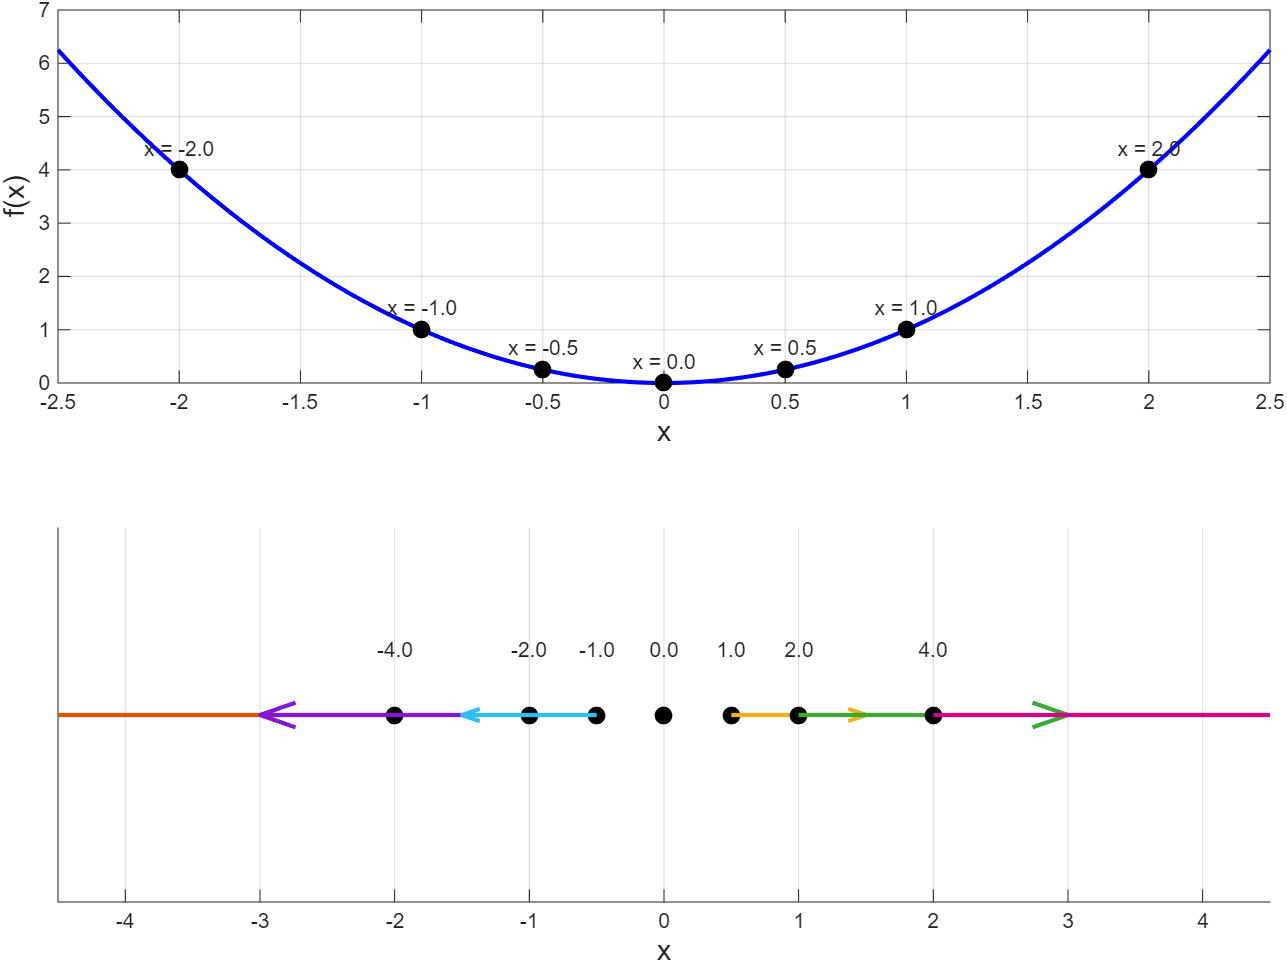 7
6
5
4
3
2
1
0
f(x)
x = -2.0
x = 2.0
x = -1.0
x = 1.0
x = -0.5
x = 0.0
x = 0.5
-2.5 -2 -1.5 -1 -0.5 0 0.5 1 1.5 2 2.5
x
-4.0 -2.0 -1.0 0.0 1.0 2.0 4.0
-4 -3 -2 -1 0 1 2 3 4
x